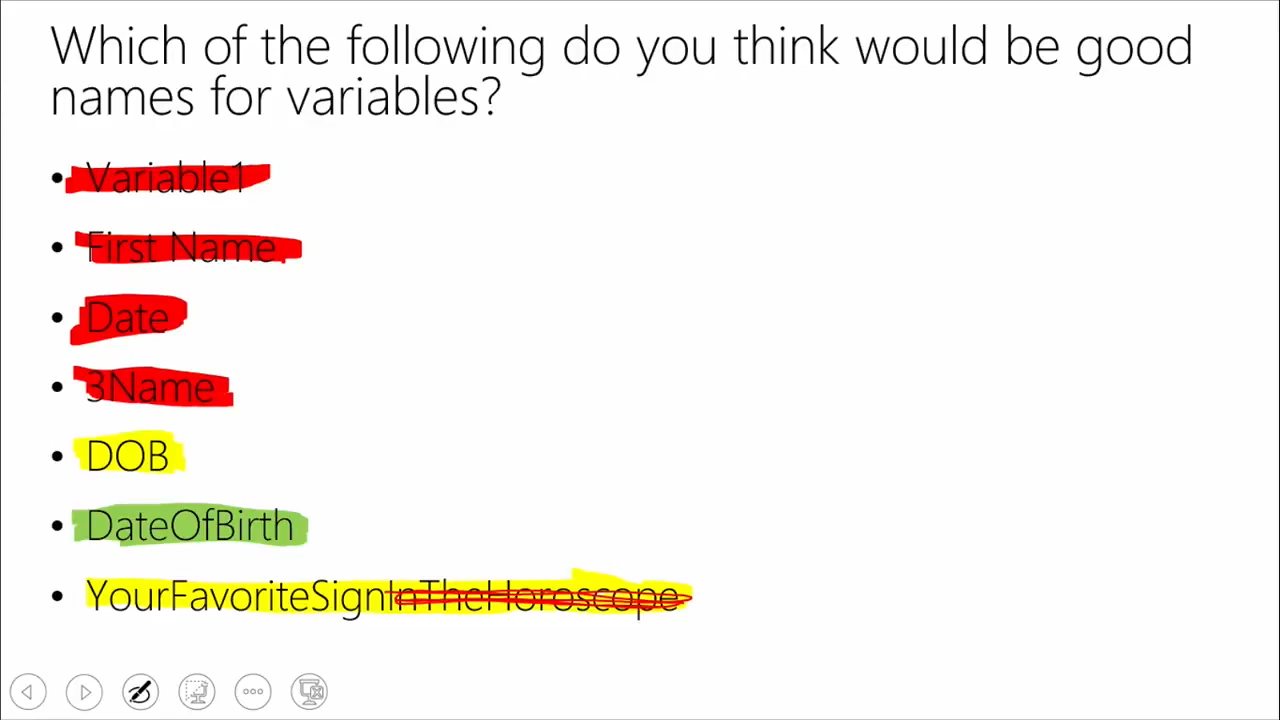 Which of the following do you think would be good
names for variables?
• Variable1
• First Name
• Date
• 3Name
• DOB
• DateOfBirth
• YourFavoriteSignInTheHoroscope